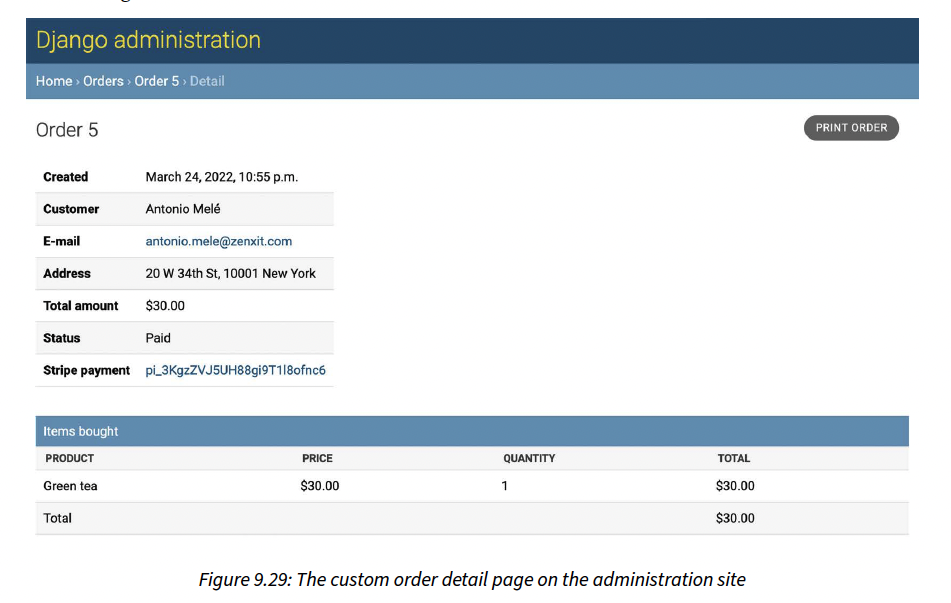 Django administration
Home › Orders › Order 5 › Detail
Order 5
PRINT ORDER
Created March 24, 2022, 10:55 p.m.
Customer Antonio Melé
E-mail antonio.mele@zenxit.com
Address 20 W 34th St, 10001 New York
Total amount $30.00
Status Paid
Stripe payment pi_3KgzZVJ5UH88gi9T1l8ofnc6
Items bought
PRODUCT PRICE QUANTITY TOTAL
Green tea $30.00 1 $30.00
Total $30.00
Figure 9.29: The custom order detail page on the administration site